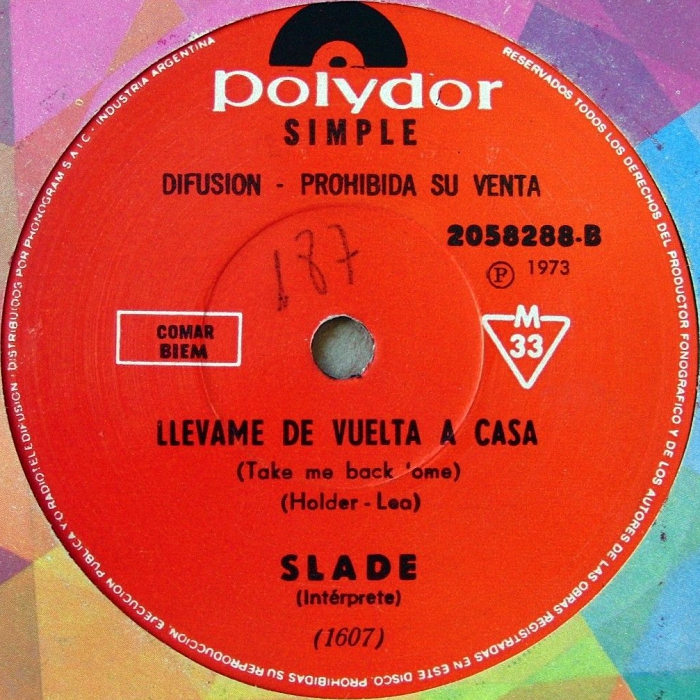 polydor
SIMPLE
DIFUSION - PROHIBIDA SU VENTA
187
2058288-B
Ⓟ 1973
COMAR
BIEM
M
33
LLEVAME DE VUELTA A CASA
(Take me back 'ome)
(Holder - Lea)
SLADE
(Intérprete)
(1607)
RESERVADOS TODOS LOS DERECHOS DEL PRODUCTOR FONOGRAFICO Y DE LOS AUTORES DE LAS OBRAS REGISTRADAS EN ESTE DISCO. PROHIBIDAS SU REPRODUCCION, EJECUCION PUBLICA Y O RADIOTELEDIFUSION - DISTRIBUIDOS POR PHONOGRAM S A I C - INDUSTRIA ARGENTINA